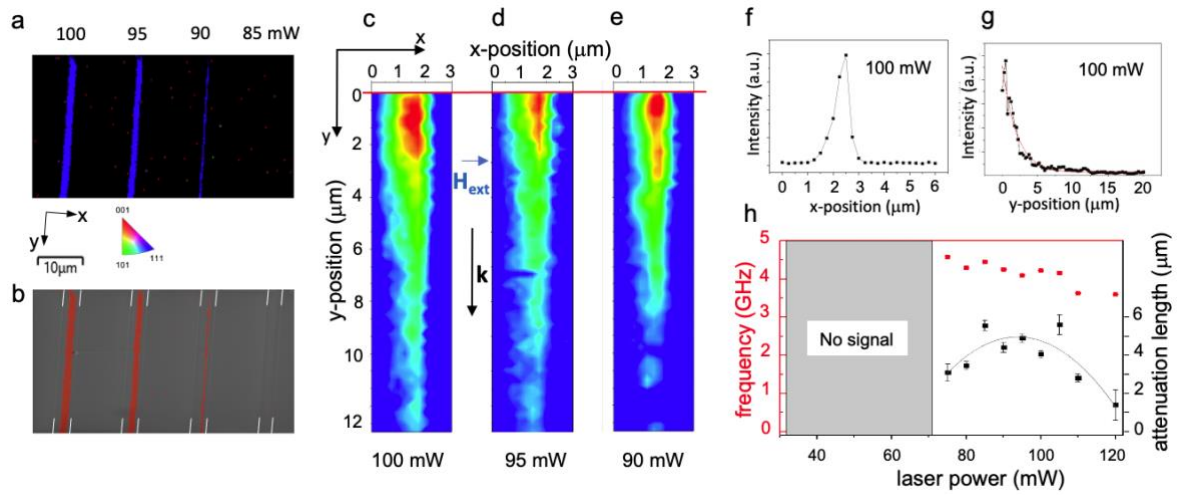 a
100 95 90 85 mW
x
y
001
101 111
10μm
b
c d e
x
y
x-position (μm)
0 1 2 3 0 1 2 3 0 1 2 3
0
2
4
6
8
10
12
y-position (μm)
H_ext
k
100 mW 95 mW 90 mW
f
Intensity (a.u.)
100 mW
0 1 2 3 4 5 6
x-position (μm)
g
Intensity (a.u.)
100 mW
0 5 10 15 20
y-position (μm)
h
frequency (GHz)
5
4
3
2
1
0
No signal
6
4
2
0
attenuation length (μm)
40 60 80 100 120
laser power (mW)